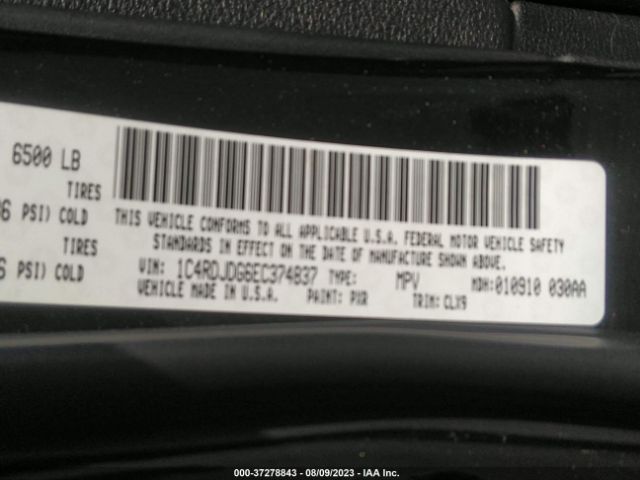 6500 LB
TIRES
6 PSI) COLD
TIRES
6 PSI) COLD
THIS VEHICLE CONFORMS TO ALL APPLICABLE U.S.A. FEDERAL MOTOR VEHICLE SAFETY
STANDARDS IN EFFECT ON THE DATE OF MANUFACTURE SHOWN ABOVE.
VIN: 1C4RDJDG6EC374837 TYPE: MPV MDH:010910 030AA
VEHICLE MADE IN U.S.A. PAINT: PXR TRIM: CLX9
000-37278843 - 08/09/2023 - IAA Inc.